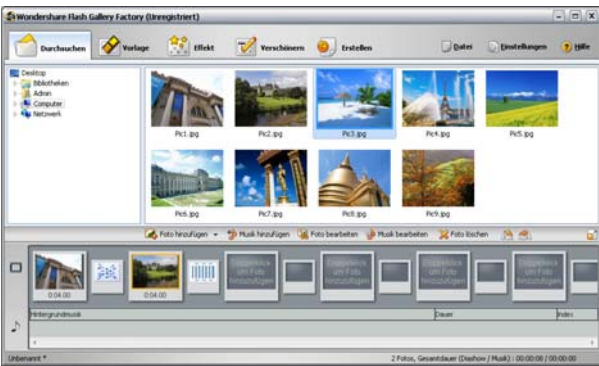 Wondershare Flash Gallery Factory (Unregistriert)
Durchsuchen Vorlage Effekt Verschönern Erstellen Datei Einstellungen Hilfe
Desktop
Bibliotheken
Admin
Computer
Netzwerk
Pic1.jpg Pic2.jpg Pic3.jpg Pic4.jpg Pic5.jpg
Pic6.jpg Pic7.jpg Pic8.jpg Pic9.jpg
Foto hinzufügen Musik hinzufügen Foto bearbeiten Musik bearbeiten Foto löschen
Doppelklick Doppelklick Doppelklick Doppelklick
um Foto um Foto um Foto um Foto
hinzuzufügen hinzuzufügen hinzuzufügen hinzuzufügen
0:04.00 0:04.00
Hintergrundmusik Dauer Index
Unbenannt * 2 Fotos, Gesamtdauer (Diashow / Musik) : 00:00:00 / 00:00:00